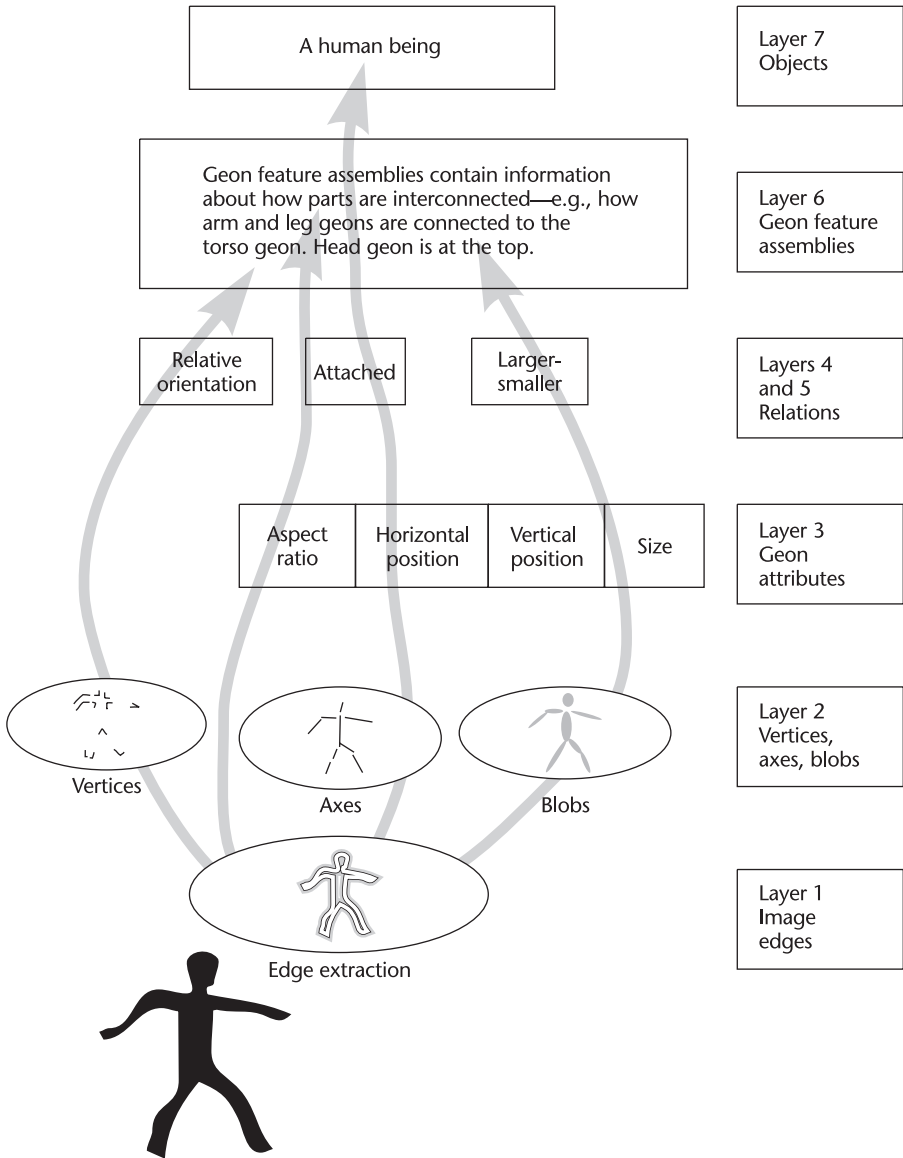 A human being
Layer 7
Objects
Geon feature assemblies contain information
about how parts are interconnected—e.g., how
arm and leg geons are connected to the
torso geon. Head geon is at the top.
Layer 6
Geon feature
assemblies
Relative
orientation
Attached
Larger-
smaller
Layers 4
and 5
Relations
Aspect
ratio
Horizontal
position
Vertical
position
Size
Layer 3
Geon
attributes
Vertices
Axes
Blobs
Layer 2
Vertices,
axes, blobs
Edge extraction
Layer 1
Image
edges